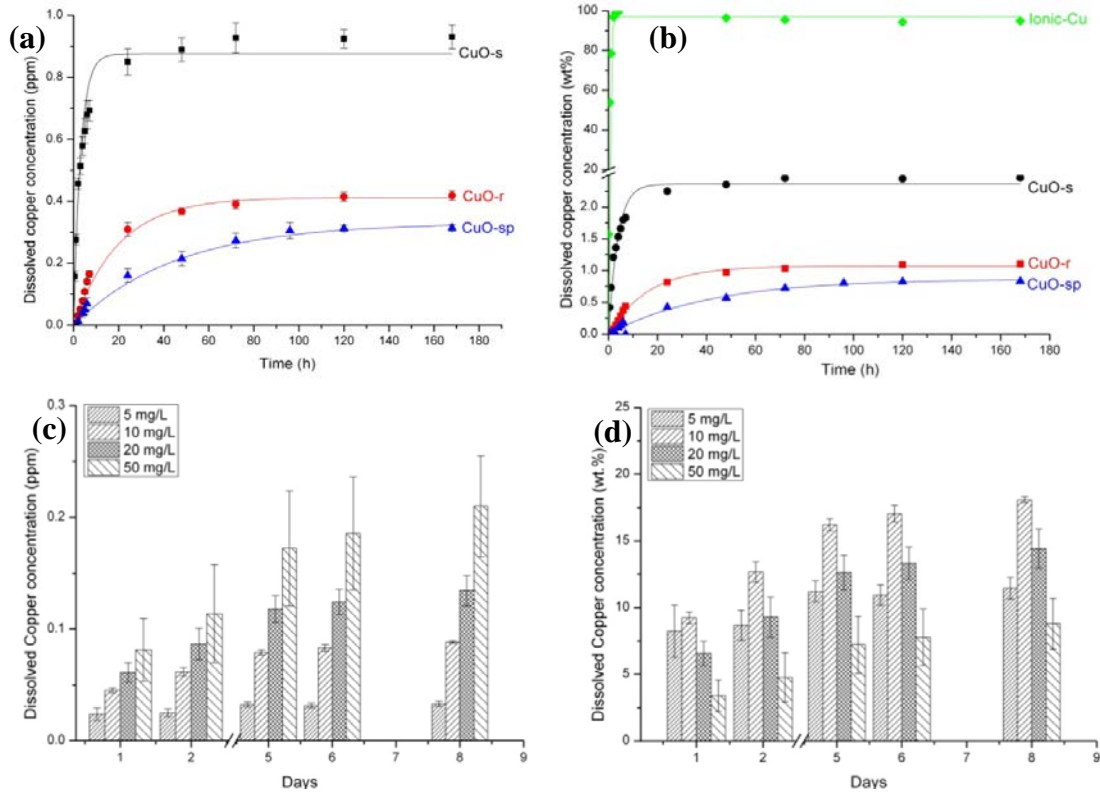 (a)
Dissolved copper concentration (ppm)
1.0
0.8
0.6
0.4
0.2
0.0
CuO-s
CuO-r
CuO-sp
0 20 40 60 80 100 120 140 160 180
Time (h)
(b)
Dissolved copper concentration (wt%)
100
80
60
40
20
2.0
1.5
1.0
0.5
0.0
Ionic-Cu
CuO-s
CuO-r
CuO-sp
0 20 40 60 80 100 120 140 160 180
Time (h)
(c)
Dissolved Copper concentration (ppm)
0.3
0.2
0.1
0.0
5 mg/L
10 mg/L
20 mg/L
50 mg/L
1 2 5 6 7 8 9
Days
(d)
Dissolved Copper concentration (wt.%)
25
20
15
10
5
0
5 mg/L
10 mg/L
20 mg/L
50 mg/L
1 2 5 6 7 8 9
Days